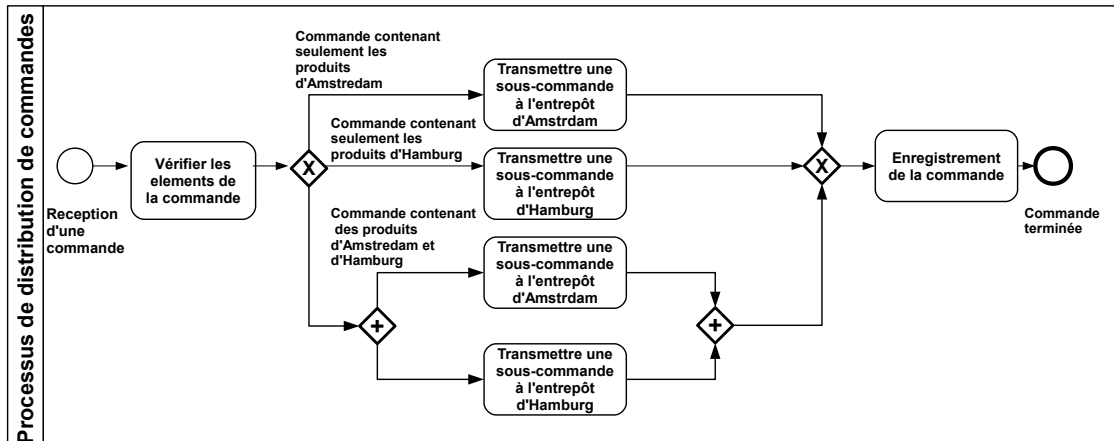 Processus de distribution de commandes
Reception
d'une
commande
Vérifier les
elements de
la commande
X
Commande contenant
seulement les
produits
d'Amstredam
Commande contenant
seulement les
produits d'Hamburg
Commande contenant
des produits
d'Amstredam et
d'Hamburg
+
Transmettre une
sous-commande
à l'entrepôt
d'Amstrdam
Transmettre une
sous-commande
à l'entrepôt
d'Hamburg
Transmettre une
sous-commande
à l'entrepôt
d'Amstrdam
Transmettre une
sous-commande
à l'entrepôt
d'Hamburg
+
X
Enregistrement
de la commande
Commande
terminée